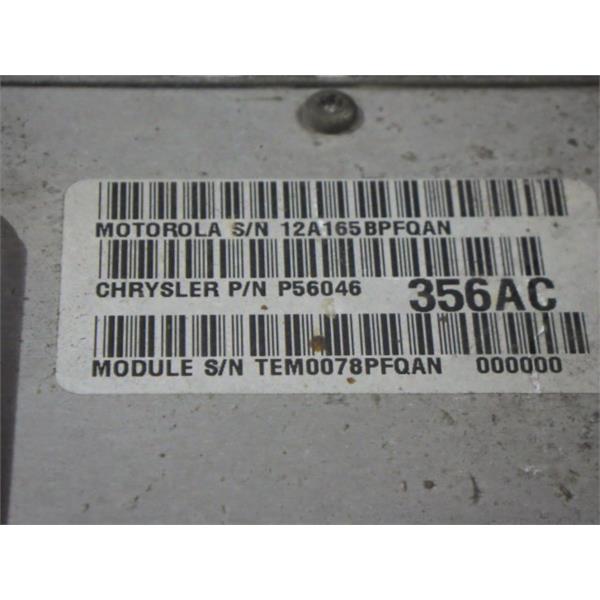 MOTOROLA S/N 12A165BPFQAN
CHRYSLER P/N P56046 356AC
MODULE S/N TEM0078PFQAN 000000